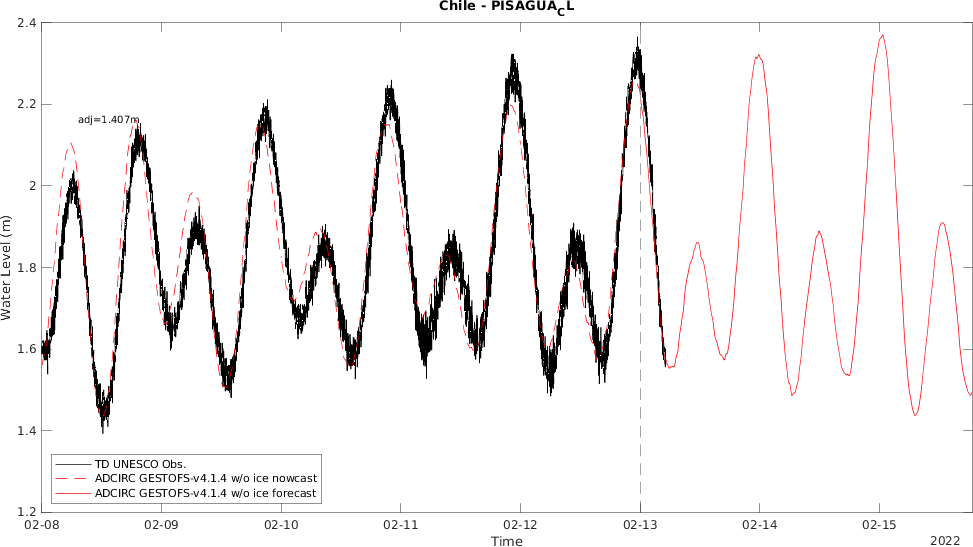 Chile - PISAGUA_CL
2.4
2.2
2
1.8
1.6
1.4
1.2
Water Level (m)
adj=1.407m
TD UNESCO Obs.
ADCIRC GESTOFS-v4.1.4 w/o ice nowcast
ADCIRC GESTOFS-v4.1.4 w/o ice forecast
02-08 02-09 02-10 02-11 02-12 02-13 02-14 02-15
Time
2022